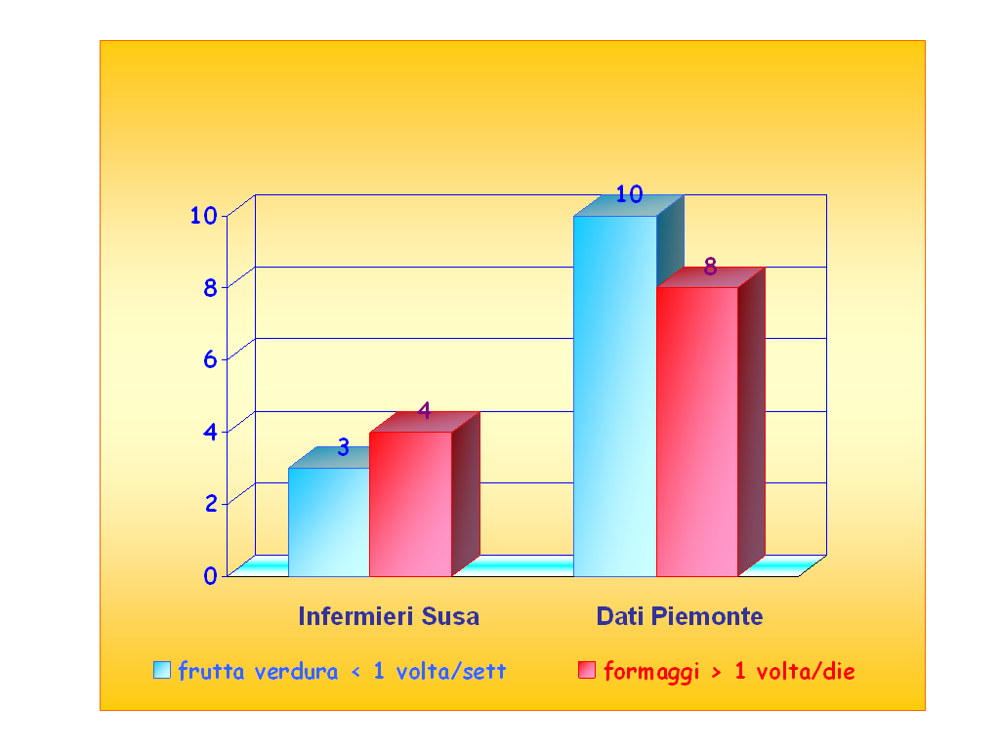 10
10
8
8
6
4
4
3
2
0
Infermieri Susa
Dati Piemonte
frutta verdura < 1 volta/sett
formaggi > 1 volta/die